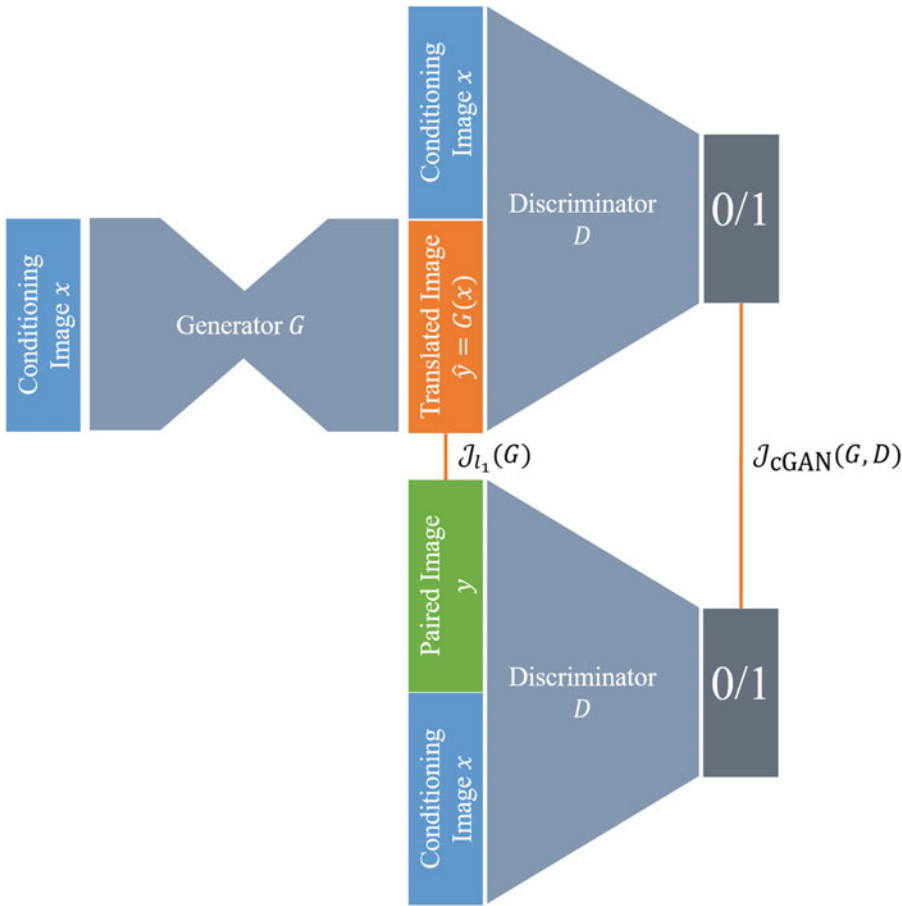 Conditioning
Image x
Generator G
Conditioning
Image x
Translated Image
ŷ = G(x)
Discriminator
D
0/1
𝒥l₁(G)
𝒥cGAN(G, D)
Paired Image
y
Conditioning
Image x
Discriminator
D
0/1